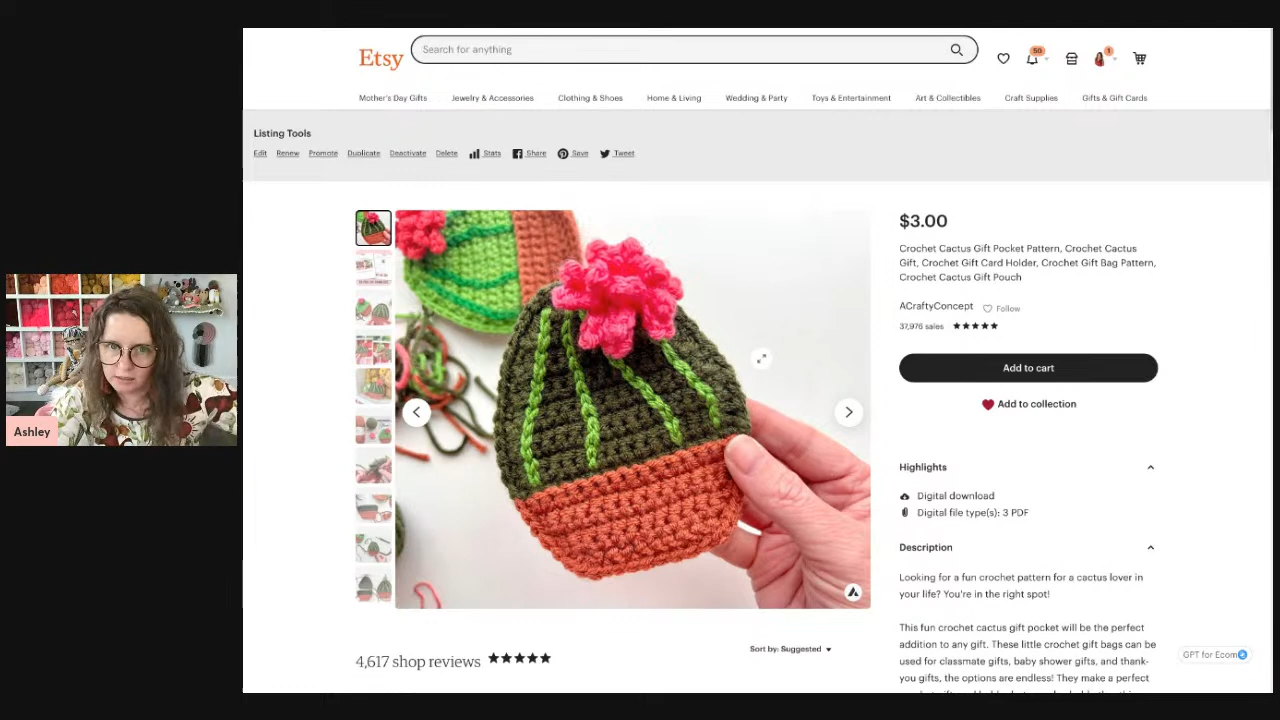 Etsy
Search for anything
50
1
Mother's Day Gifts
Jewelry & Accessories
Clothing & Shoes
Home & Living
Wedding & Party
Toys & Entertainment
Art & Collectibles
Craft Supplies
Gifts & Gift Cards
Listing Tools
Edit Renew Promote Duplicate Deactivate Delete Stats Share Save Tweet
$3.00
Crochet Cactus Gift Pocket Pattern, Crochet Cactus
Gift, Crochet Gift Card Holder, Crochet Gift Bag Pattern,
Crochet Cactus Gift Pouch
ACraftyConcept Follow
37,976 sales
Add to cart
Add to collection
Ashley
Highlights
Digital download
Digital file type(s): 3 PDF
Description
Looking for a fun crochet pattern for a cactus lover in
your life? You're in the right spot!
This fun crochet cactus gift pocket will be the perfect
addition to any gift. These little crochet gift bags can be
used for classmate gifts, baby shower gifts, and thank-
you gifts, the options are endless! They make a perfect
4,617 shop reviews
Sort by: Suggested
GPT for Ecom